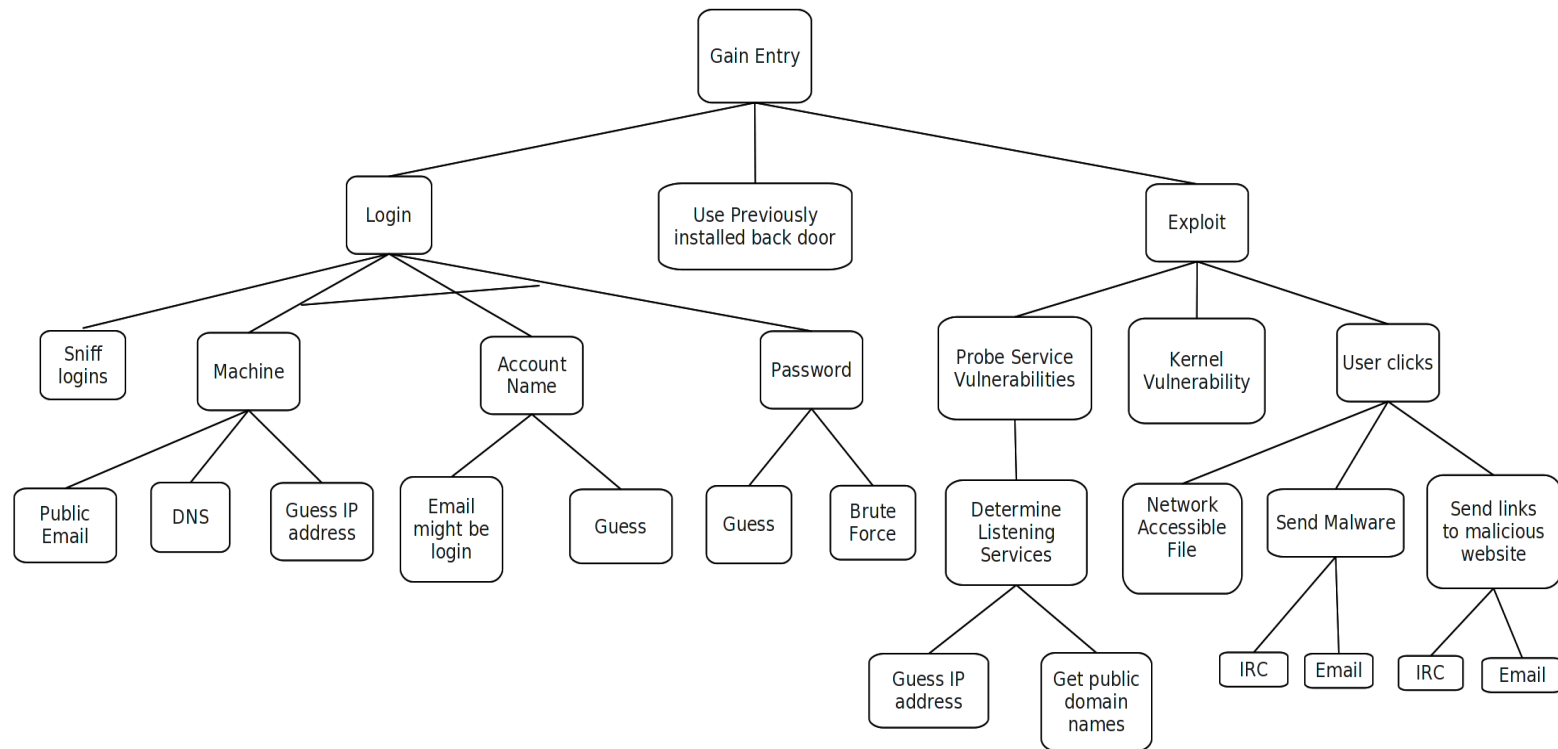 Gain Entry
Login
Use Previously
installed back door
Exploit
Sniff
logins
Machine
Account
Name
Password
Probe Service
Vulnerabilities
Kernel
Vulnerability
User clicks
Public
Email
DNS
Guess IP
address
Email
might be
login
Guess
Guess
Brute
Force
Determine
Listening
Services
Network
Accessible
File
Send Malware
Send links
to malicious
website
Guess IP
address
Get public
domain
names
IRC
Email
IRC
Email